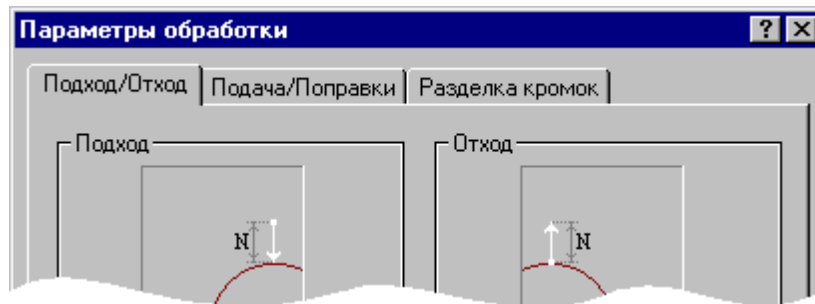 Параметры обработки
Подход/Отход Подача/Поправки Разделка кромок
Подход Отход
N N